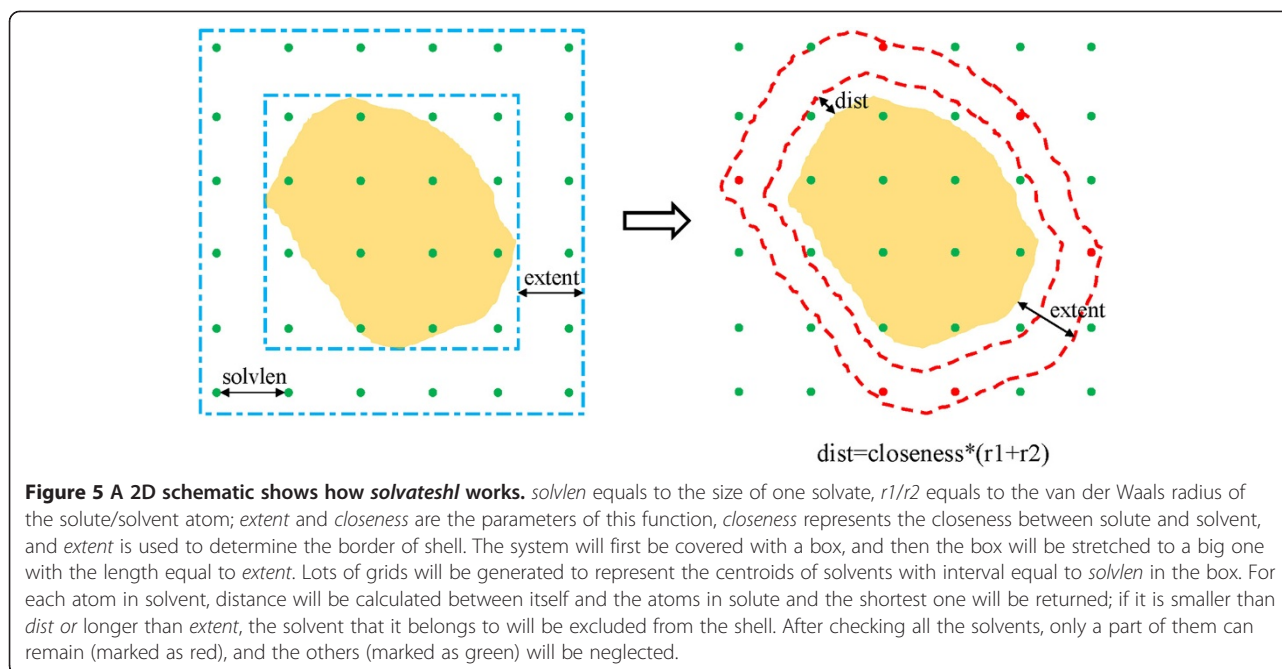 dist
extent
extent
solvlen
dist=closeness*(r1+r2)
Figure 5 A 2D schematic shows how solvateshl works. solvlen equals to the size of one solvate, r1/r2 equals to the van der Waals radius of
the solute/solvent atom; extent and closeness are the parameters of this function, closeness represents the closeness between solute and solvent,
and extent is used to determine the border of shell. The system will first be covered with a box, and then the box will be stretched to a big one
with the length equal to extent. Lots of grids will be generated to represent the centroids of solvents with interval equal to solvlen in the box. For
each atom in solvent, distance will be calculated between itself and the atoms in solute and the shortest one will be returned; if it is smaller than
dist or longer than extent, the solvent that it belongs to will be excluded from the shell. After checking all the solvents, only a part of them can
remain (marked as red), and the others (marked as green) will be neglected.